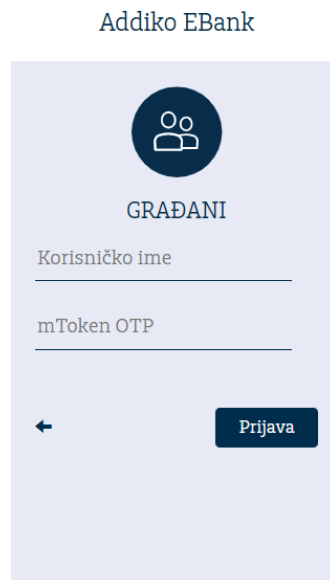 Addiko EBank
GRAĐANI
Korisničko ime
mToken OTP
Prijava